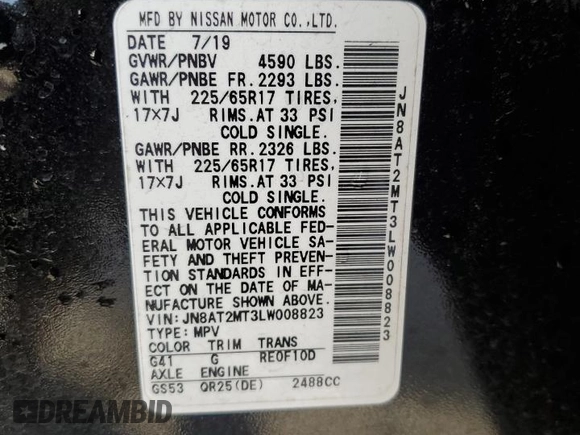 MFD BY NISSAN MOTOR CO.,LTD.
DATE 7/19
GVWR/PNBV 4590 LBS.
GAWR/PNBE FR. 2293 LBS.
WITH 225/65R17 TIRES,
17×7J RIMS. AT 33 PSI
COLD SINGLE.
GAWR/PNBE RR. 2326 LBS.
WITH 225/65R17 TIRES,
17×7J RIMS. AT 33 PSI
COLD SINGLE.
THIS VEHICLE CONFORMS
TO ALL APPLICABLE FED-
ERAL MOTOR VEHICLE SA-
FETY AND THEFT PREVEN-
TION STANDARDS IN EFF-
ECT ON THE DATE OF MA-
NUFACTURE SHOWN ABOVE.
VIN: JN8AT2MT3LW008823
TYPE: MPV
COLOR TRIM TRANS
G41 G RE0F10D
AXLE ENGINE
GS53 QR25(DE) 2488CC
JN8AT2MT3LW008823
DREAMBID